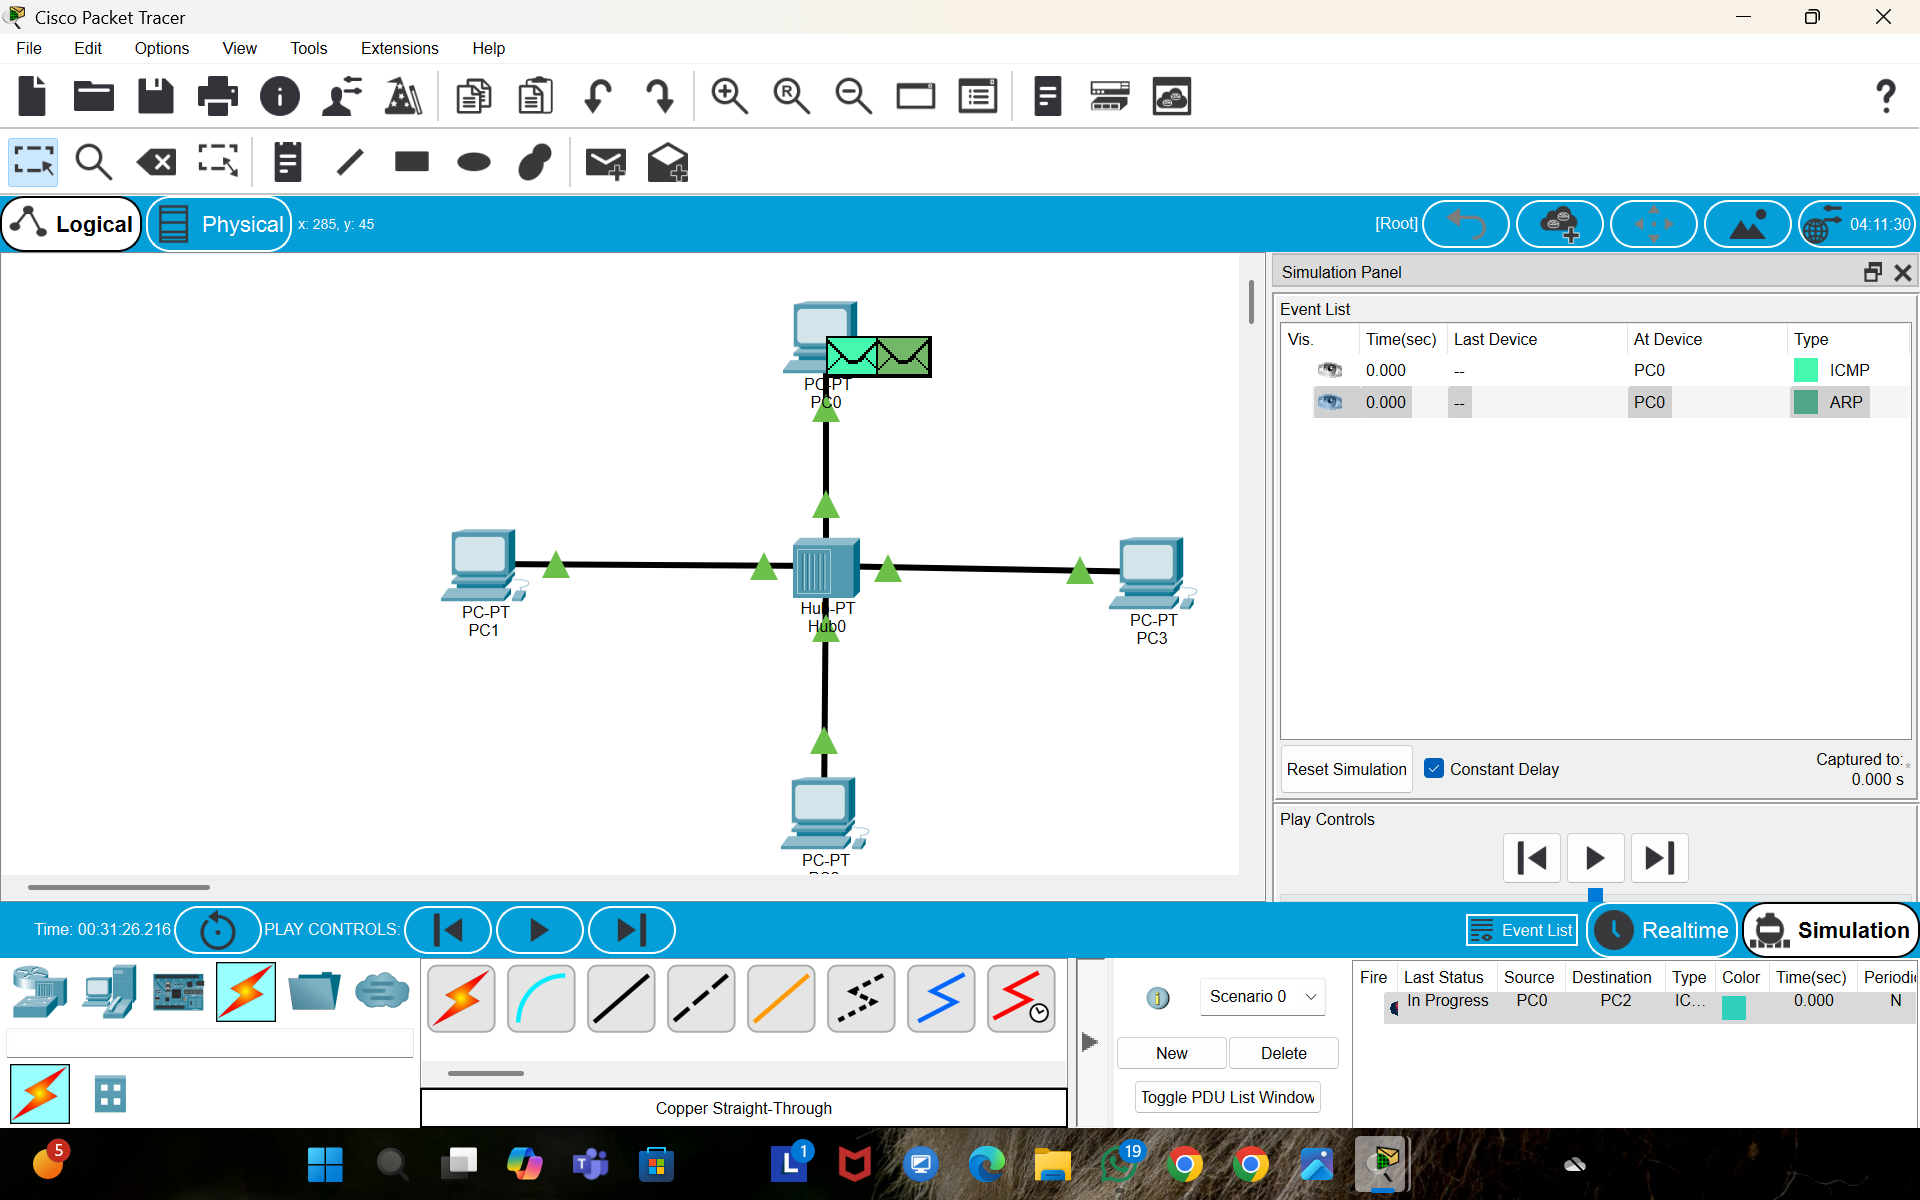 Cisco Packet Tracer
File Edit Options View Tools Extensions Help
Logical Physical x: 285, y: 45 [Root] 04:11:30
Simulation Panel
Event List
Vis. Time(sec) Last Device At Device Type
0.000 -- PC0 ICMP
0.000 -- PC0 ARP
PC-PT
PC0
PC-PT
PC1
Hub-PT
Hub0
PC-PT
PC3
PC-PT
Reset Simulation Constant Delay Captured to:
0.000 s
Play Controls
Time: 00:31:26.216 PLAY CONTROLS: Event List Realtime Simulation
Scenario 0
New Delete
Toggle PDU List Window
Fire Last Status Source Destination Type Color Time(sec) Periodi
In Progress PC0 PC2 IC... 0.000 N
Copper Straight-Through
5 1 19